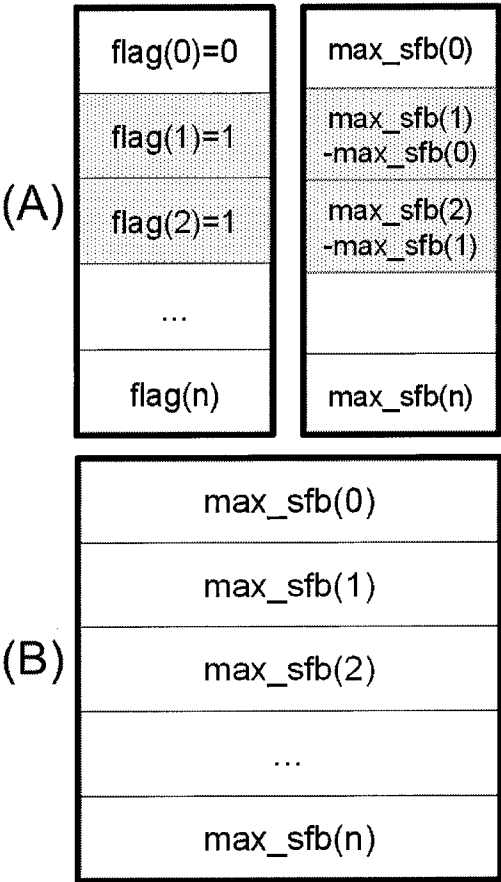 (A)
flag(0)=0
flag(1)=1
flag(2)=1
...
flag(n)
max_sfb(0)
max_sfb(1)
-max_sfb(0)
max_sfb(2)
-max_sfb(1)
max_sfb(n)
(B)
max_sfb(0)
max_sfb(1)
max_sfb(2)
...
max_sfb(n)